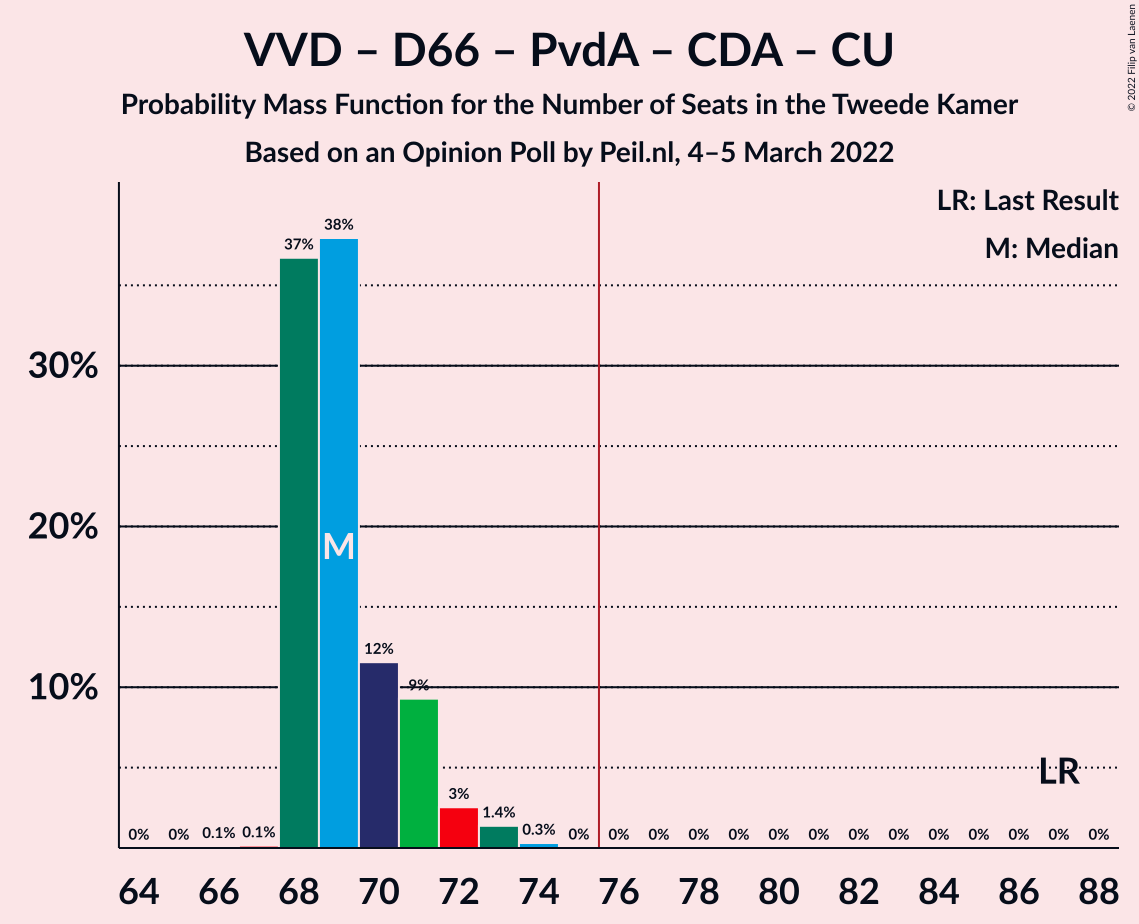 VVD – D66 – PvdA – CDA – CU
Probability Mass Function for the Number of Seats in the Tweede Kamer
Based on an Opinion Poll by Peil.nl, 4–5 March 2022
© 2022 Filip van Laenen
LR: Last Result
M: Median
30%
20%
10%
0% 0% 0.1% 0.1% 37% 38% 12% 9% 3% 1.4% 0.3% 0% 0% 0% 0% 0% 0% 0% 0% 0% 0% 0% 0% 0% 0%
M
LR
64 66 68 70 72 74 76 78 80 82 84 86 88